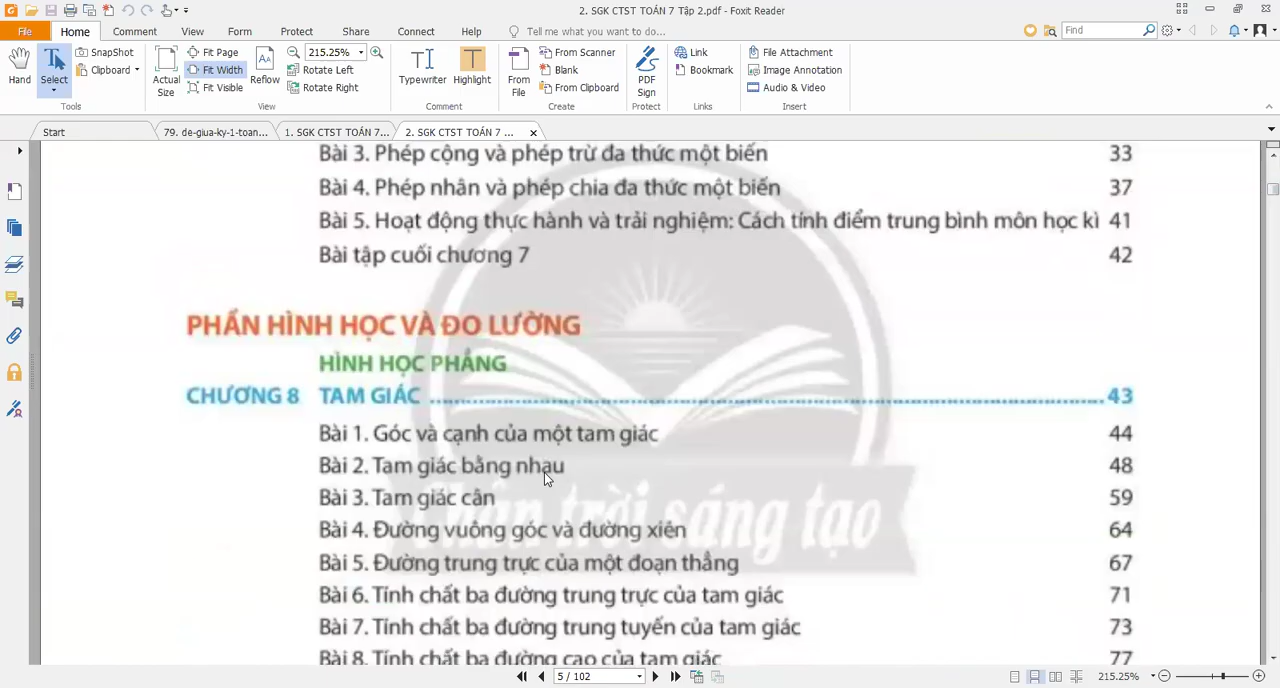 2. SGK CTST TOÁN 7 Tập 2.pdf - Foxit Reader
File Home Comment View Form Protect Share Connect Help Tell me what you want to do... Find
Hand Select SnapShot Clipboard Actual Size Fit Page Fit Width Fit Visible Reflow 215.25% Rotate Left Rotate Right Typewriter Highlight From File From Scanner Blank From Clipboard PDF Sign Link Bookmark File Attachment Image Annotation Audio & Video
Tools View Comment Create Protect Links Insert
Start 79. de-giua-ky-1-toan... 1. SGK CTST TOÁN 7... 2. SGK CTST TOÁN 7 ...
Bài 3. Phép cộng và phép trừ đa thức một biến 33
Bài 4. Phép nhân và phép chia đa thức một biến 37
Bài 5. Hoạt động thực hành và trải nghiệm: Cách tính điểm trung bình môn học kì 41
Bài tập cuối chương 7 42
PHẦN HÌNH HỌC VÀ ĐO LƯỜNG
HÌNH HỌC PHẲNG
CHƯƠNG 8 TAM GIÁC 43
Bài 1. Góc và cạnh của một tam giác 44
Bài 2. Tam giác bằng nhau 48
Bài 3. Tam giác cân 59
Chân trời sáng tạo
Bài 4. Đường vuông góc và đường xiên 64
Bài 5. Đường trung trực của một đoạn thẳng 67
Bài 6. Tính chất ba đường trung trực của tam giác 71
Bài 7. Tính chất ba đường trung tuyến của tam giác 73
Bài 8. Tính chất ba đường cao của tam giác 77
5 / 102 215.25%